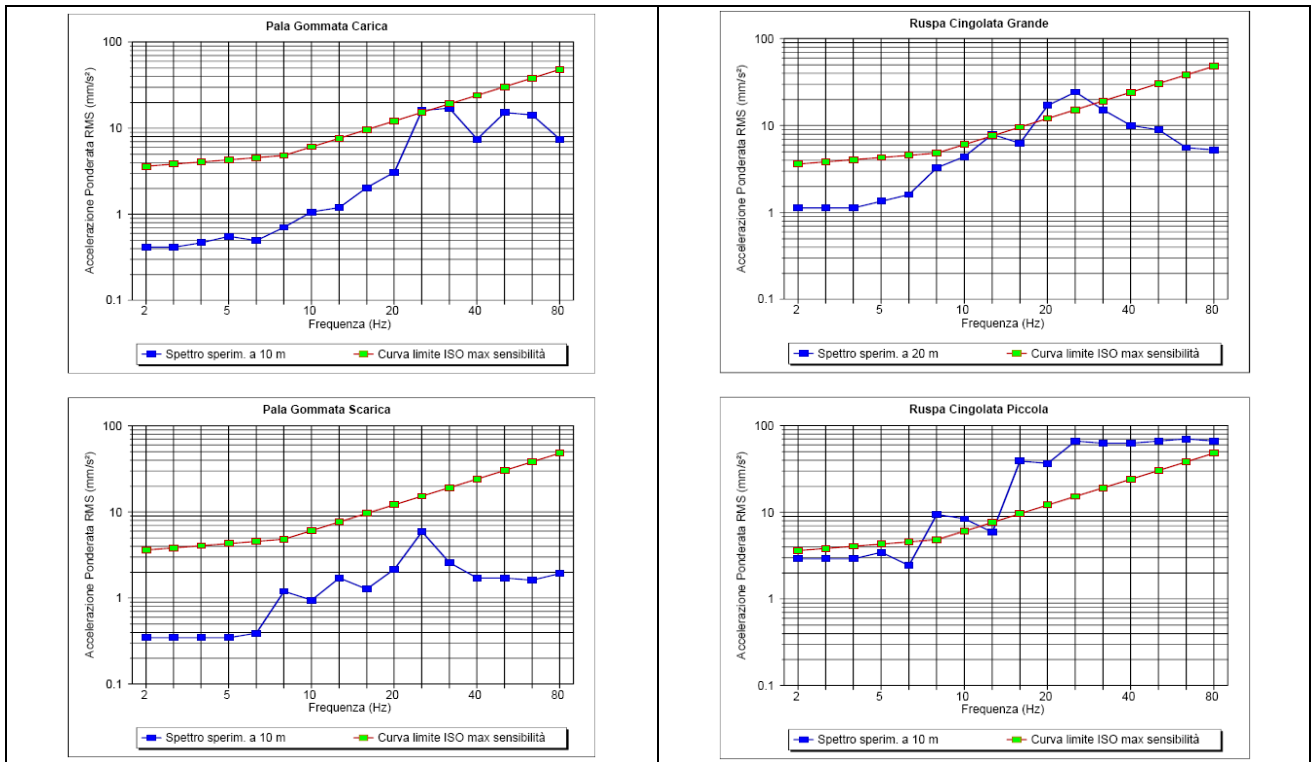 Pala Gommata Carica
Accelerazione Ponderata RMS (mm/s²)
100
10
1
0.1
2 5 10 20 40 80
Frequenza (Hz)
Spettro sperim. a 10 m Curva limite ISO max sensibilità
Ruspa Cingolata Grande
Accelerazione Ponderata RMS (mm/s²)
100
10
1
0.1
2 5 10 20 40 80
Frequenza (Hz)
Spettro sperim. a 20 m Curva limite ISO max sensibilità
Pala Gommata Scarica
Accelerazione Ponderata RMS (mm/s²)
100
10
1
0.1
2 5 10 20 40 80
Frequenza (Hz)
Spettro sperim. a 10 m Curva limite ISO max sensibilità
Ruspa Cingolata Piccola
Accelerazione Ponderata RMS (mm/s²)
100
10
1
0.1
2 5 10 20 40 80
Frequenza (Hz)
Spettro sperim. a 10 m Curva limite ISO max sensibilità